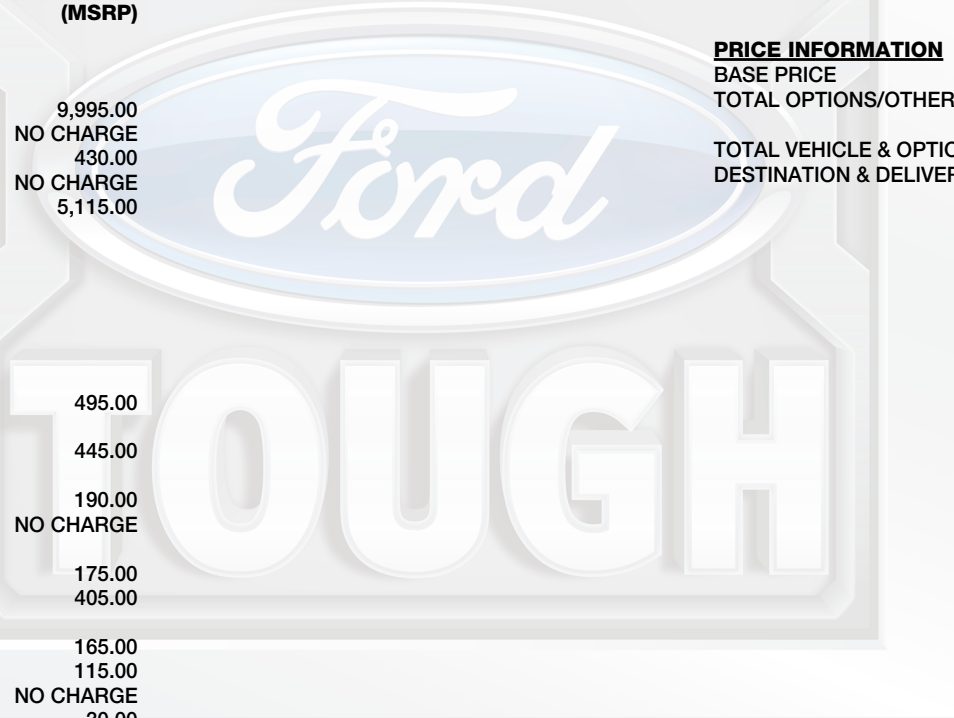 (MSRP)
9,995.00
NO CHARGE
430.00
NO CHARGE
5,115.00
495.00
445.00
190.00
NO CHARGE
175.00
405.00
165.00
115.00
NO CHARGE
PRICE INFORMATION
BASE PRICE
TOTAL OPTIONS/OTHER
TOTAL VEHICLE & OPTIO
DESTINATION & DELIVER
Ford
TOUGH